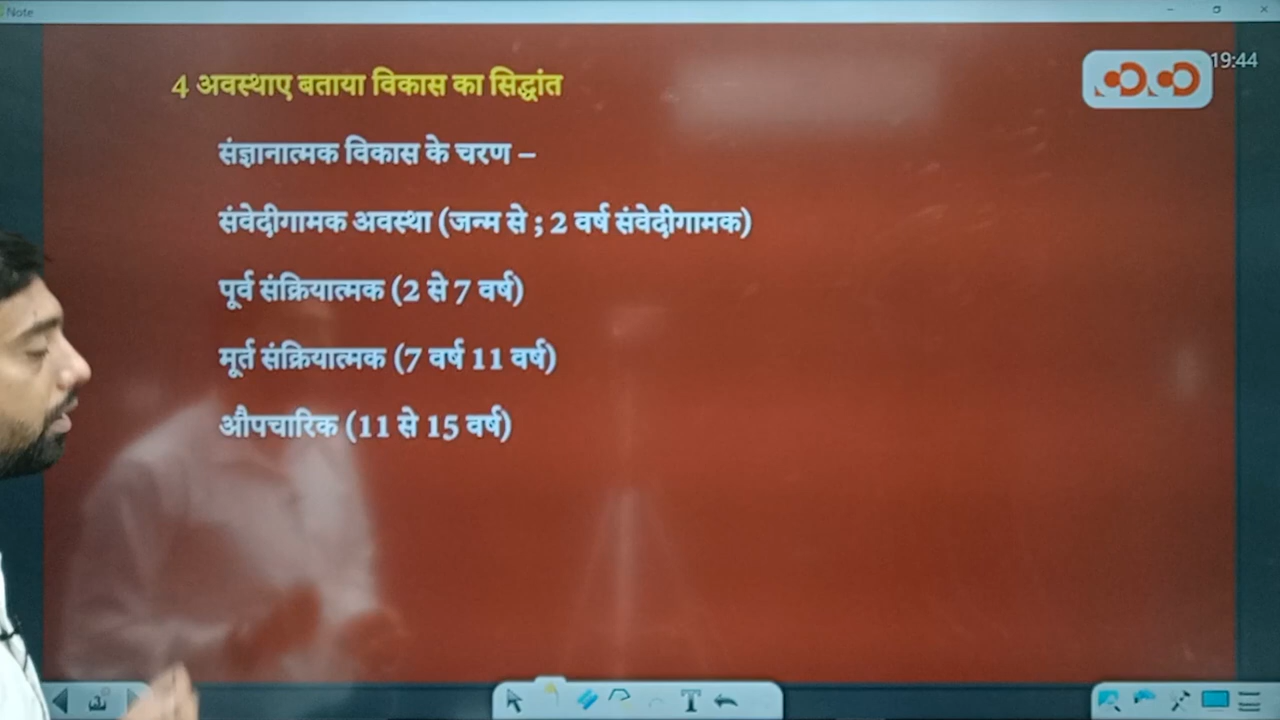 Note
19:44
4 अवस्थाए बताया विकास का सिद्धांत
संज्ञानात्मक विकास के चरण –
संवेदीगामक अवस्था (जन्म से ; 2 वर्ष संवेदीगामक)
पूर्व संक्रियात्मक (2 से 7 वर्ष)
मूर्त संक्रियात्मक (7 वर्ष 11 वर्ष)
औपचारिक (11 से 15 वर्ष)
T